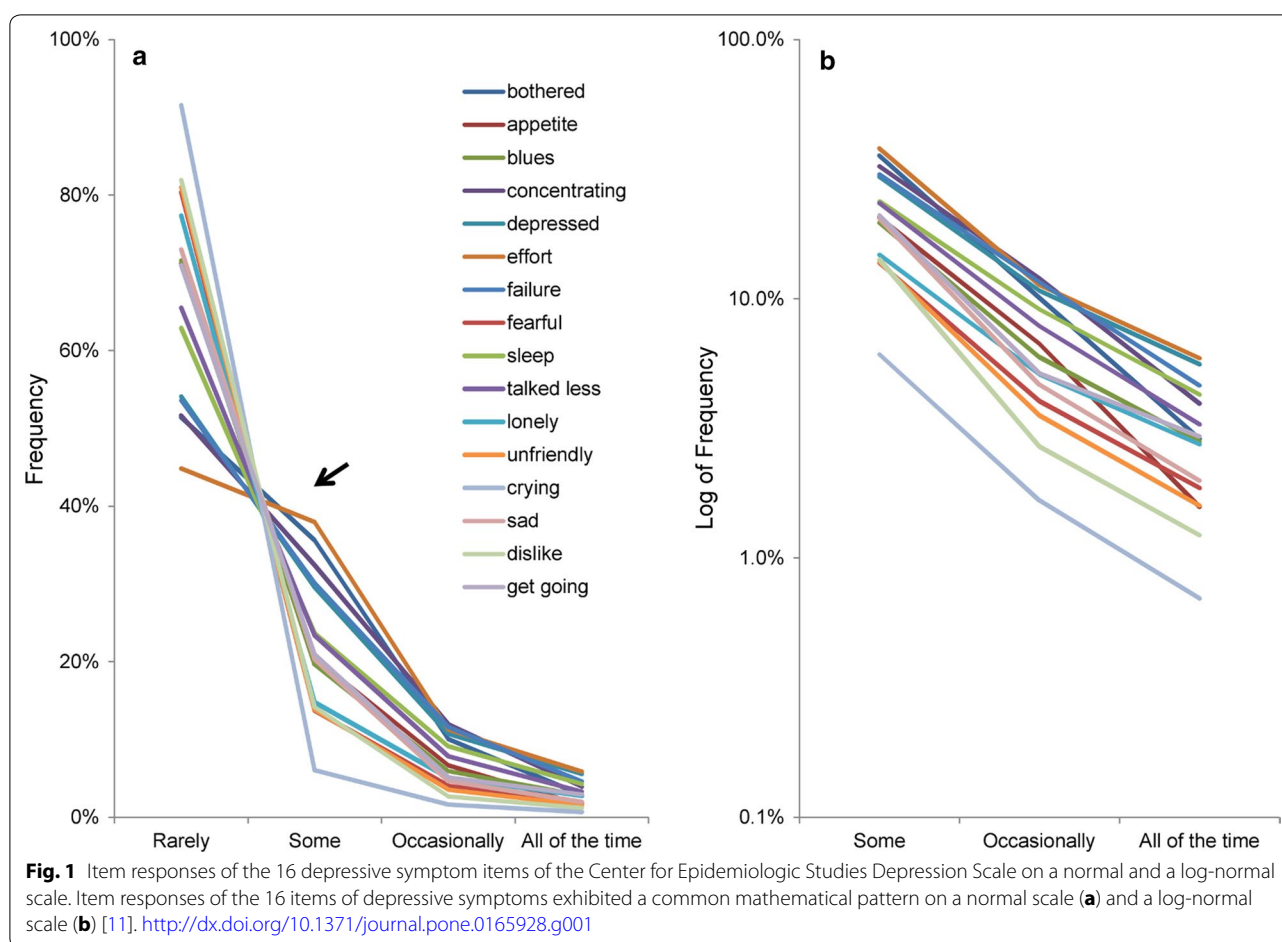 a
100%
80%
60%
40%
20%
0%
Frequency
Rarely
Some
Occasionally
All of the time
bothered
appetite
blues
concentrating
depressed
effort
failure
fearful
sleep
talked less
lonely
unfriendly
crying
sad
dislike
get going
b
100.0%
10.0%
1.0%
0.1%
Log of Frequency
Some
Occasionally
All of the time
Fig. 1 Item responses of the 16 depressive symptom items of the Center for Epidemiologic Studies Depression Scale on a normal and a log-normal
scale. Item responses of the 16 items of depressive symptoms exhibited a common mathematical pattern on a normal scale (a) and a log-normal
scale (b) [11]. http://dx.doi.org/10.1371/journal.pone.0165928.g001